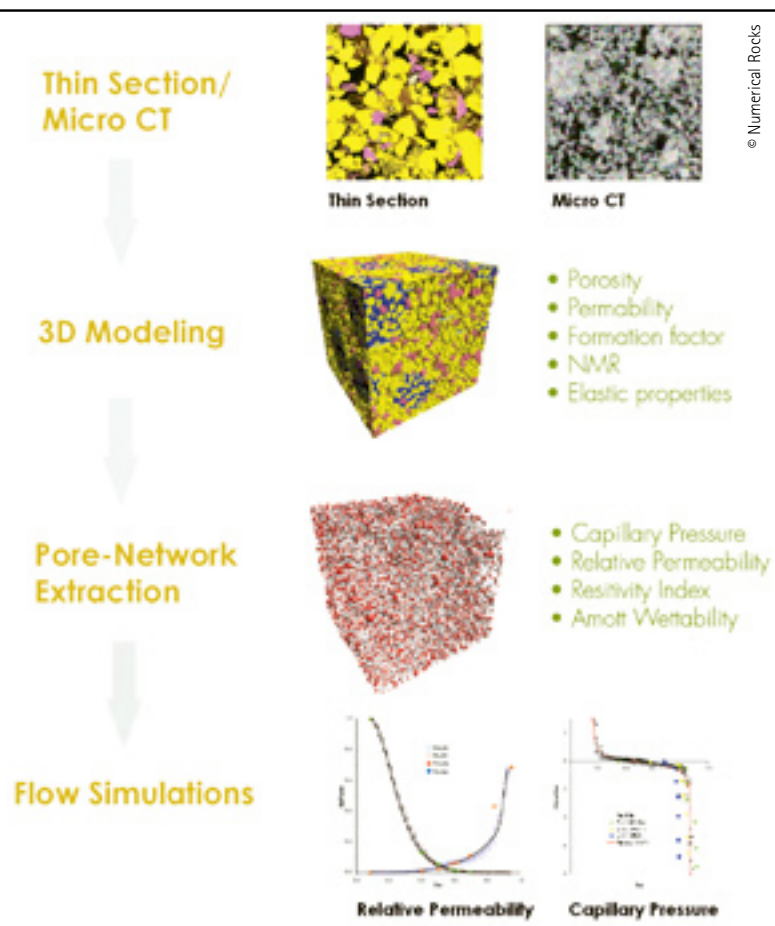 © Numerical Rocks
Thin Section/
Micro CT
Thin Section
Micro CT
3D Modeling
• Porosity
• Permability
• Formation factor
• NMR
• Elastic properties
Pore-Network
Extraction
• Capillary Pressure
• Relative Permeability
• Resitivity Index
• Amott Wettability
Flow Simulations
Relative Permeability
Capillary Pressure